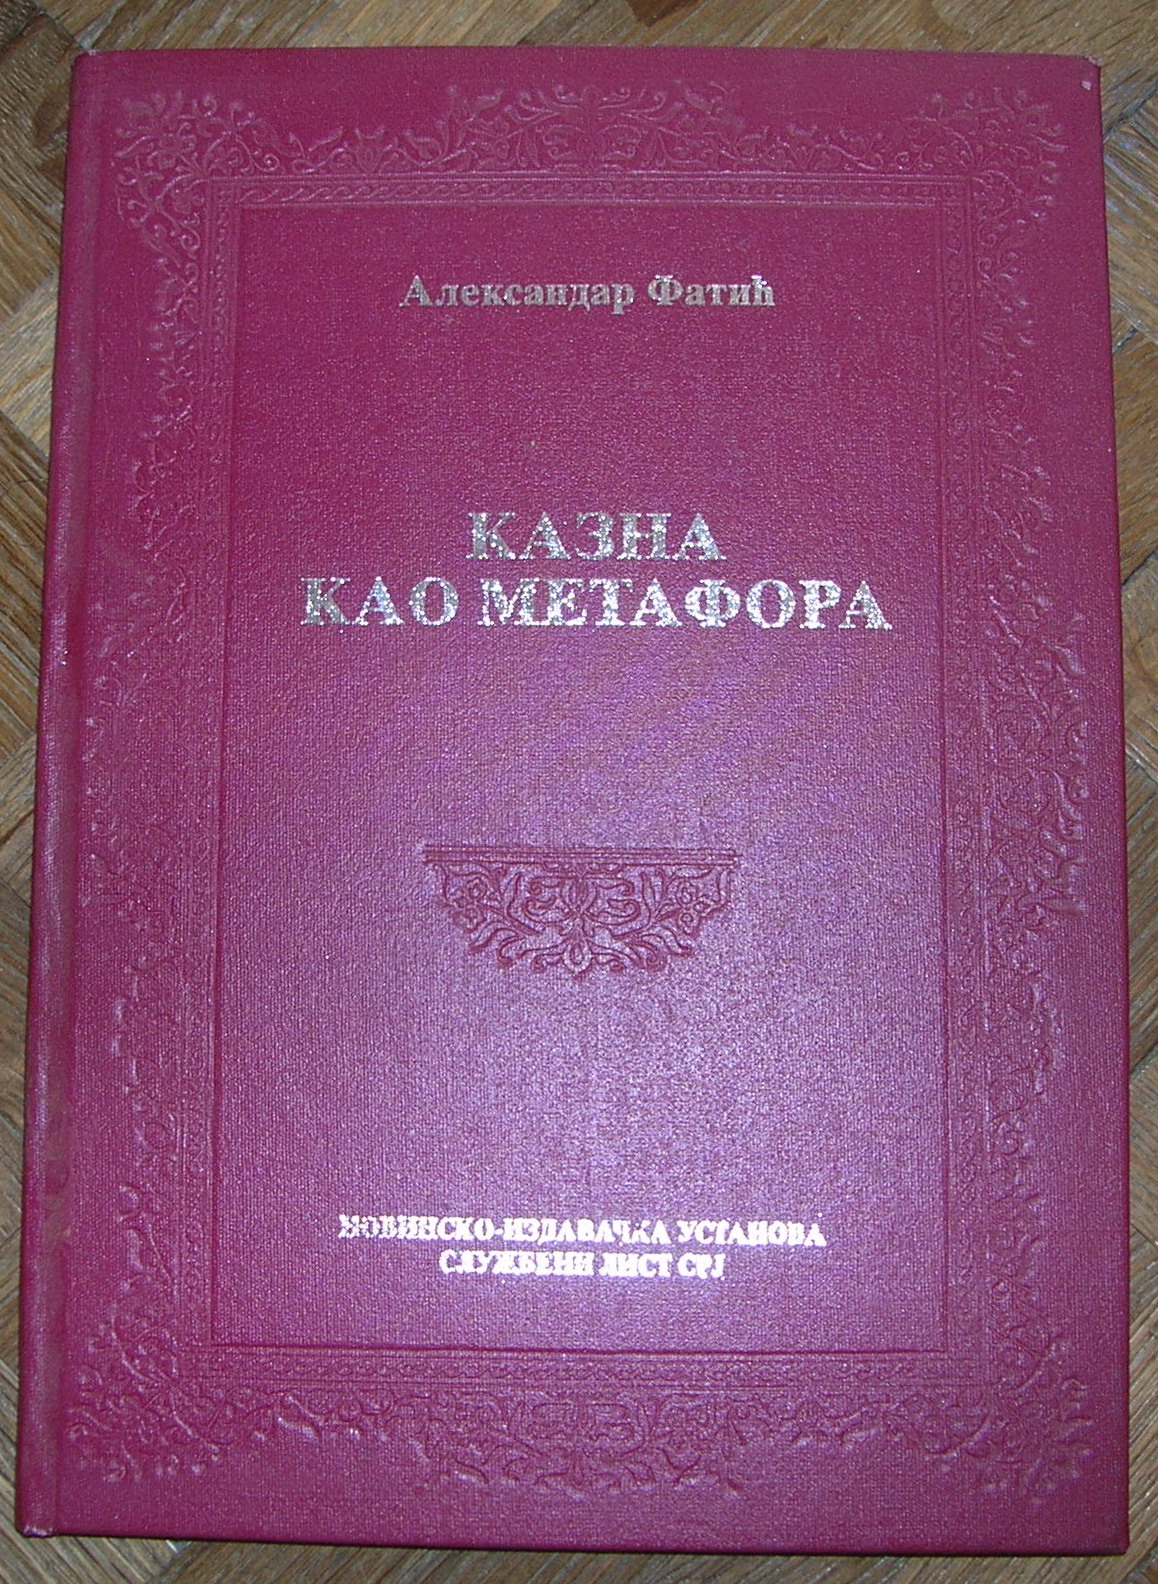 Александар Фатић
КАЗНА
КАО МЕТАФОРА
НОВИНСКО-ИЗДАВАЧКА УСТАНОВА
СЛУЖБЕНИ ЛИСТ СРЈ